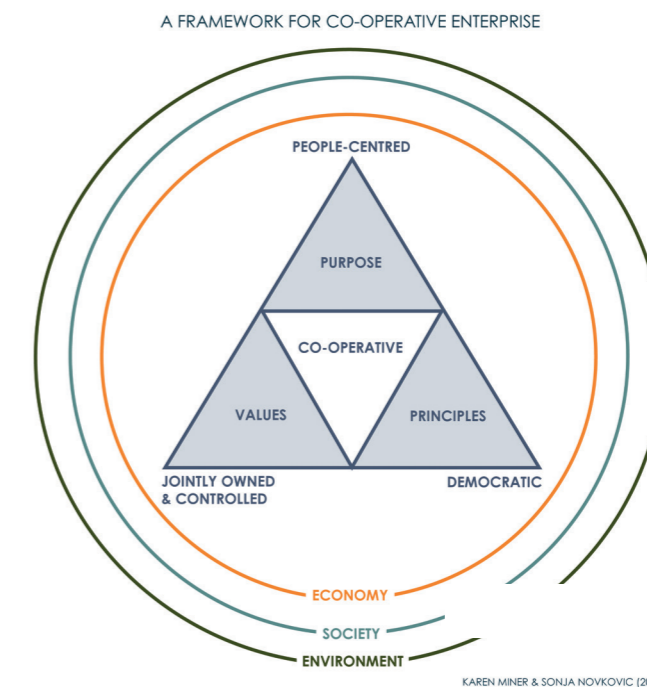 A FRAMEWORK FOR CO-OPERATIVE ENTERPRISE
PEOPLE-CENTRED
PURPOSE
CO-OPERATIVE
VALUES
PRINCIPLES
JOINTLY OWNED
& CONTROLLED
DEMOCRATIC
ECONOMY
SOCIETY
ENVIRONMENT
KAREN MINER & SONJA NOVKOVIC